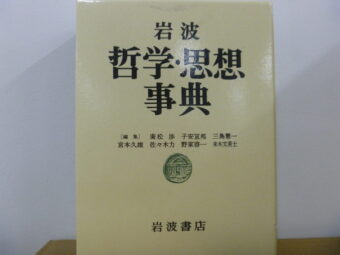 岩波
哲学・思想
事典
［編集］ 廣松 渉 子安宣邦 三島憲一
宮本久雄 佐々木力 野家啓一 末木文美士
岩波書店